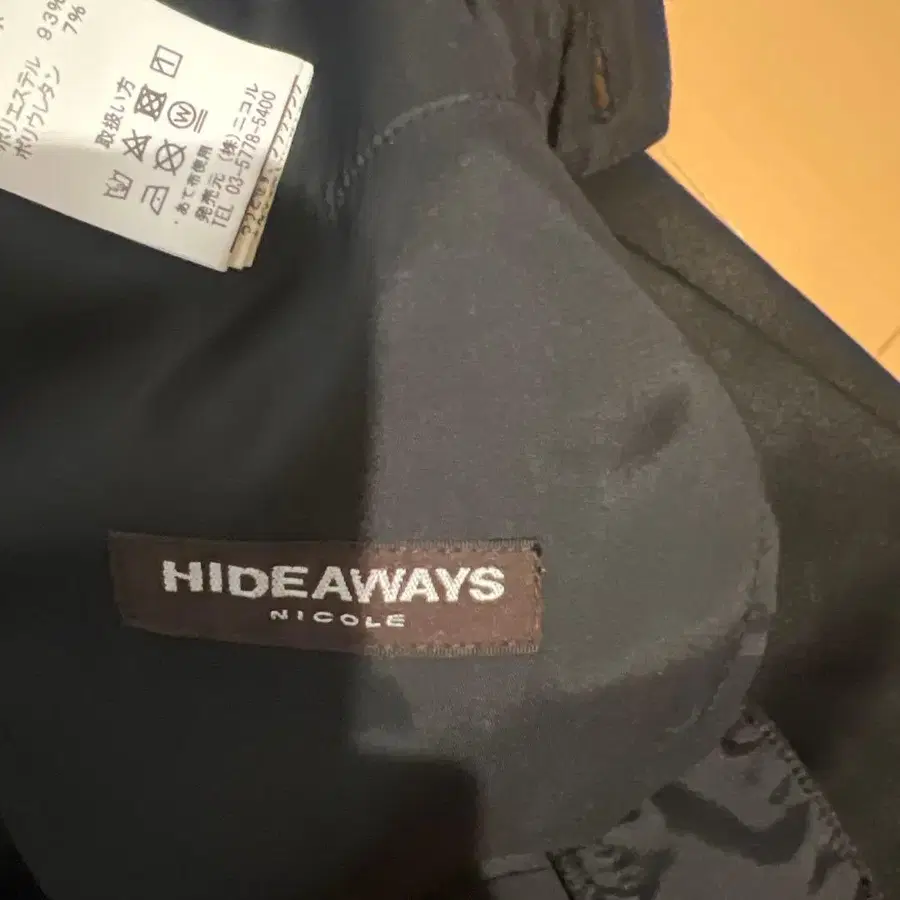 ポリエステル 93%
ポリウレタン 7%
取扱い方
W
・あて布使用
発売元 (株)ニコル
TEL 03-5778-5400
HIDEAWAYS
NICOLE